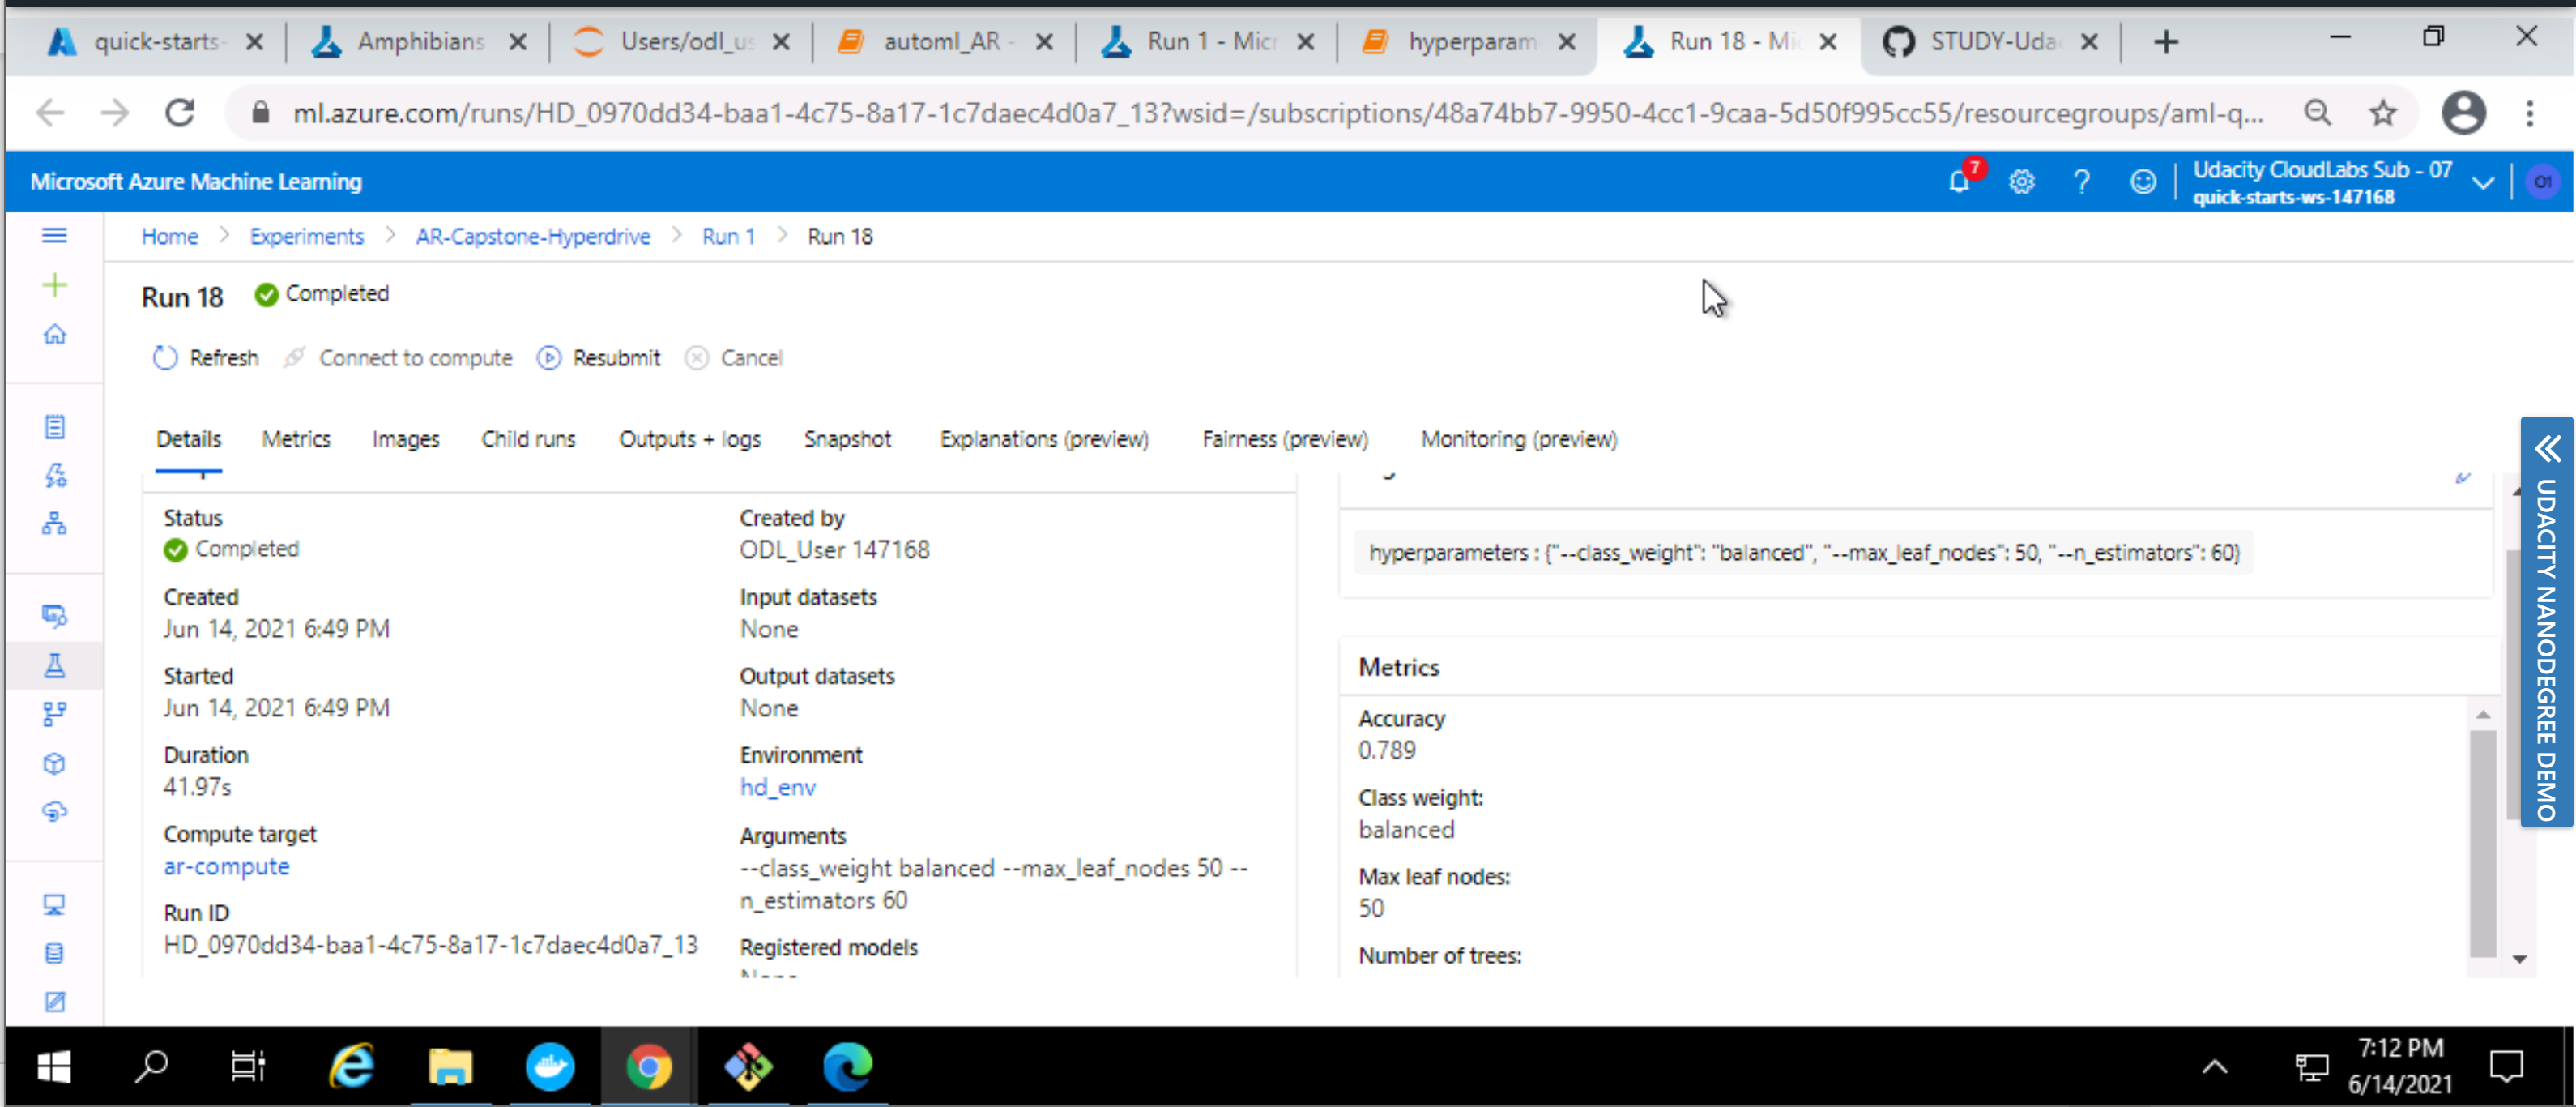 quick-starts-
Amphibians
Users/odl_us
automl_AR -
Run 1 - Micr
hyperparam
Run 18 - Mic
STUDY-Udac
ml.azure.com/runs/HD_0970dd34-baa1-4c75-8a17-1c7daec4d0a7_13?wsid=/subscriptions/48a74bb7-9950-4cc1-9caa-5d50f995cc55/resourcegroups/aml-q...
Microsoft Azure Machine Learning
7
?
Udacity CloudLabs Sub - 07
quick-starts-ws-147168
O1
Home > Experiments > AR-Capstone-Hyperdrive > Run 1 > Run 18
Run 18 Completed
Refresh Connect to compute Resubmit Cancel
Details Metrics Images Child runs Outputs + logs Snapshot Explanations (preview) Fairness (preview) Monitoring (preview)
Status
Completed
Created
Jun 14, 2021 6:49 PM
Started
Jun 14, 2021 6:49 PM
Duration
41.97s
Compute target
ar-compute
Run ID
HD_0970dd34-baa1-4c75-8a17-1c7daec4d0a7_13
Created by
ODL_User 147168
Input datasets
None
Output datasets
None
Environment
hd_env
Arguments
--class_weight balanced --max_leaf_nodes 50 --
n_estimators 60
Registered models
hyperparameters : {"--class_weight": "balanced", "--max_leaf_nodes": 50, "--n_estimators": 60}
Metrics
Accuracy
0.789
Class weight:
balanced
Max leaf nodes:
50
Number of trees:
UDACITY NANODEGREE DEMO
7:12 PM
6/14/2021